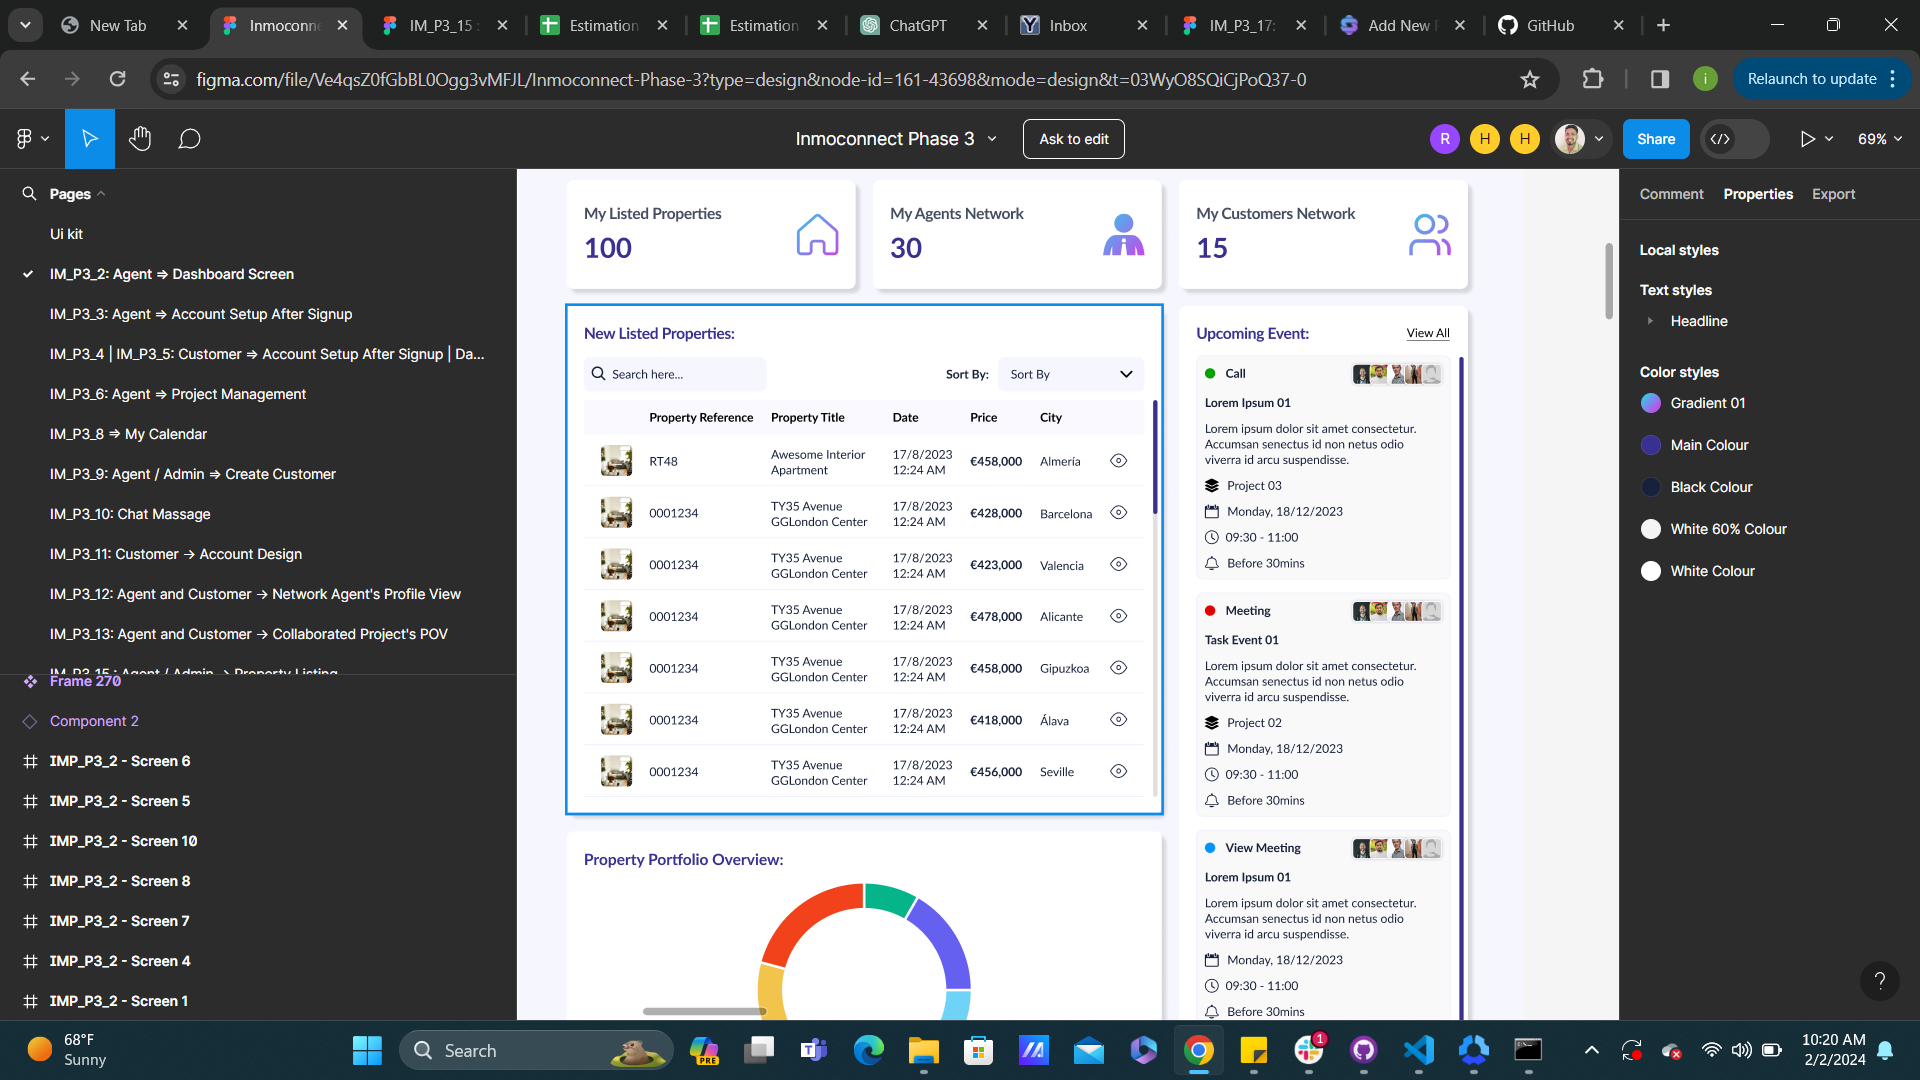 New Tab
Inmoconne
IM_P3_15 :
Estimation
Estimation
ChatGPT
Inbox
IM_P3_17:
Add New
GitHub
figma.com/file/Ve4qsZ0fGbBL0Ogg3vMFJL/Inmoconnect-Phase-3?type=design&node-id=161-43698&mode=design&t=03WyO8SQiCjPoQ37-0
i
Relaunch to update
Inmoconnect Phase 3
Ask to edit
R
H
H
Share
69%
Pages
Ui kit
IM_P3_2: Agent => Dashboard Screen
IM_P3_3: Agent => Account Setup After Signup
IM_P3_4 | IM_P3_5: Customer => Account Setup After Signup | Da...
IM_P3_6: Agent => Project Management
IM_P3_8 => My Calendar
IM_P3_9: Agent / Admin => Create Customer
IM_P3_10: Chat Massage
IM_P3_11: Customer -> Account Design
IM_P3_12: Agent and Customer -> Network Agent's Profile View
IM_P3_13: Agent and Customer -> Collaborated Project's POV
IM_P3_15 : Agent / Admin -> Property Listing
Frame 270
Component 2
IMP_P3_2 - Screen 6
IMP_P3_2 - Screen 5
IMP_P3_2 - Screen 10
IMP_P3_2 - Screen 8
IMP_P3_2 - Screen 7
IMP_P3_2 - Screen 4
IMP_P3_2 - Screen 1
My Listed Properties
100
My Agents Network
30
My Customers Network
15
New Listed Properties:
Search here...
Sort By:
Sort By
Property Reference Property Title Date Price City
RT48 Awesome Interior Apartment 17/8/2023 12:24 AM €458,000 Almería
0001234 TY35 Avenue GGLondon Center 17/8/2023 12:24 AM €428,000 Barcelona
0001234 TY35 Avenue GGLondon Center 17/8/2023 12:24 AM €423,000 Valencia
0001234 TY35 Avenue GGLondon Center 17/8/2023 12:24 AM €478,000 Alicante
0001234 TY35 Avenue GGLondon Center 17/8/2023 12:24 AM €458,000 Gipuzkoa
0001234 TY35 Avenue GGLondon Center 17/8/2023 12:24 AM €418,000 Álava
0001234 TY35 Avenue GGLondon Center 17/8/2023 12:24 AM €456,000 Seville
Property Portfolio Overview:
Upcoming Event:
View All
Call
Lorem Ipsum 01
Lorem ipsum dolor sit amet consectetur.
Accumsan senectus id non netus odio
viverra id arcu suspendisse.
Project 03
Monday, 18/12/2023
09:30 - 11:00
Before 30mins
Meeting
Task Event 01
Lorem ipsum dolor sit amet consectetur.
Accumsan senectus id non netus odio
viverra id arcu suspendisse.
Project 02
Monday, 18/12/2023
09:30 - 11:00
Before 30mins
View Meeting
Lorem Ipsum 01
Lorem ipsum dolor sit amet consectetur.
Accumsan senectus id non netus odio
viverra id arcu suspendisse.
Monday, 18/12/2023
09:30 - 11:00
Before 30mins
Comment
Properties
Export
Local styles
Text styles
Headline
Color styles
Gradient 01
Main Colour
Black Colour
White 60% Colour
White Colour
?
68°F
Sunny
Search
PRE
1
10:20 AM
2/2/2024